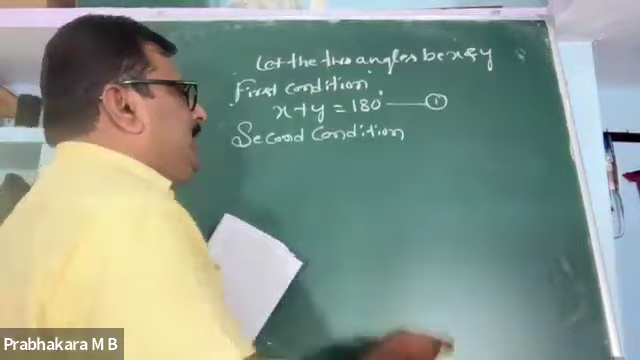 Let the two angles be x & y
First condition
x + y = 180° ——— ①
Second Condition
Prabhakara M B